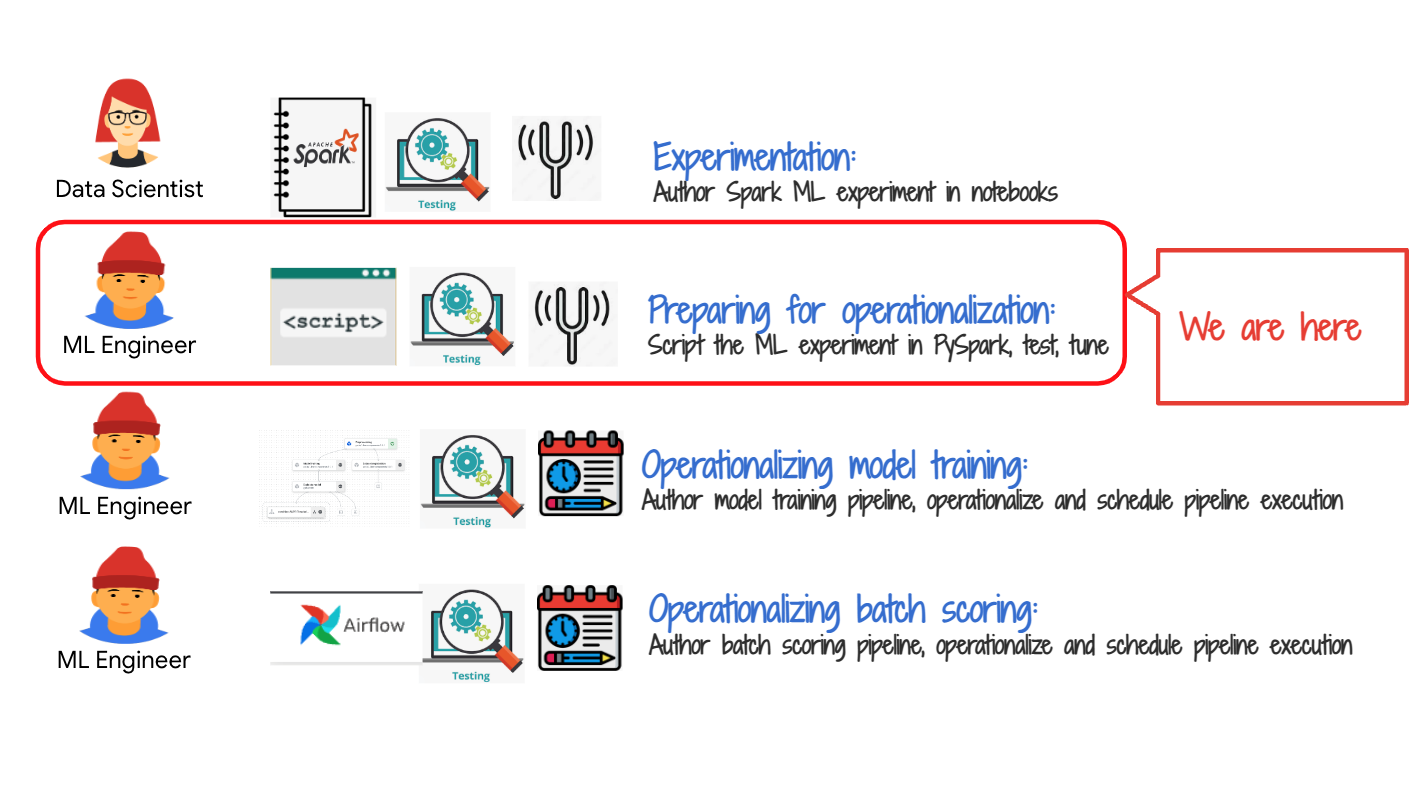 APACHE
Spark
Testing
Data Scientist
Experimentation:
Author Spark ML experiment in notebooks
<script>
Testing
ML Engineer
Preparing for operationalization:
Script the ML experiment in PySpark, test, tune
We are here
Testing
ML Engineer
Operationalizing model training:
Author model training pipeline, operationalize and schedule pipeline execution
Airflow
Testing
ML Engineer
Operationalizing batch scoring:
Author batch scoring pipeline, operationalize and schedule pipeline execution